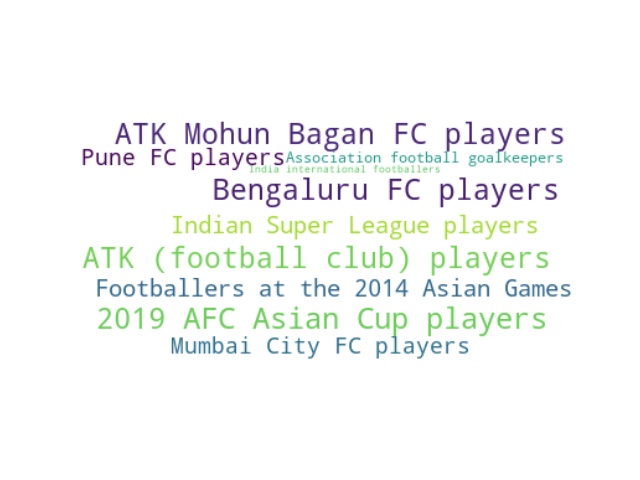 ATK Mohun Bagan FC players
Pune FC players
Association football goalkeepers
India international footballers
Bengaluru FC players
Indian Super League players
ATK (football club) players
Footballers at the 2014 Asian Games
2019 AFC Asian Cup players
Mumbai City FC players